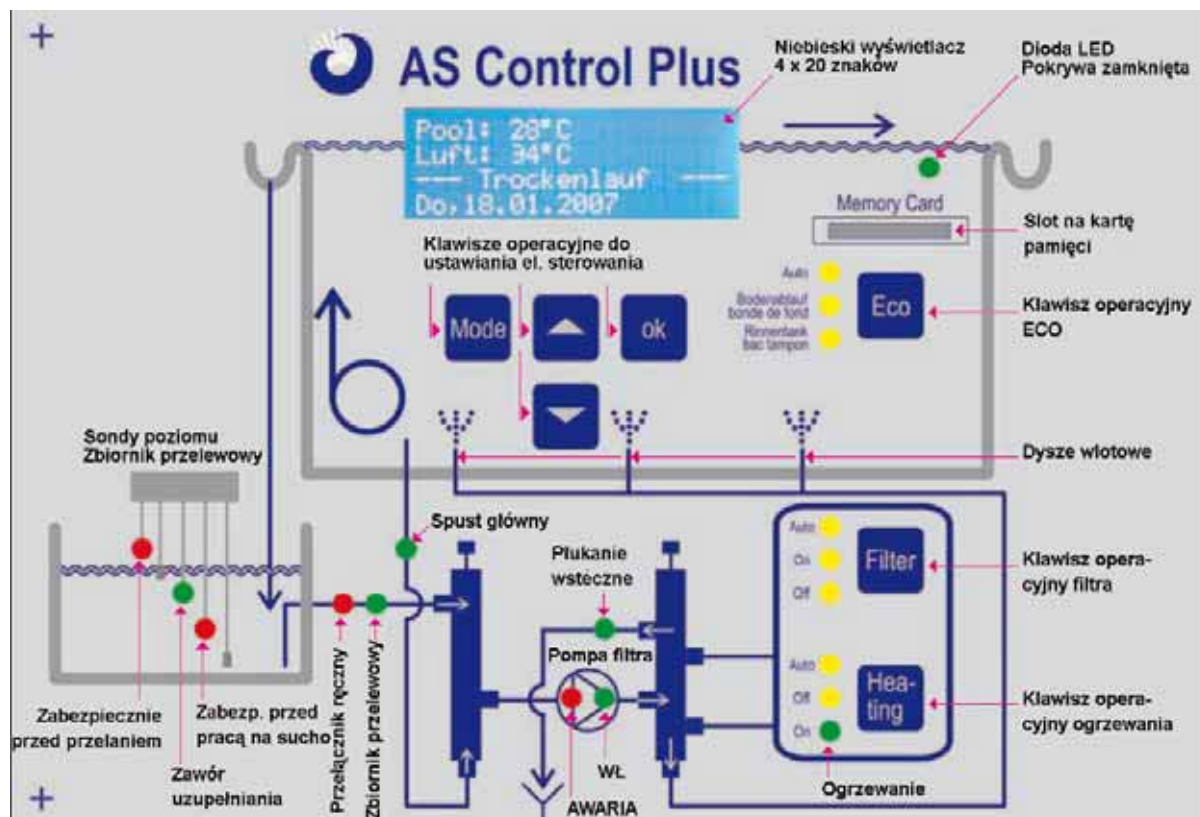 AS Control Plus
Niebieski wyświetlacz
4 x 20 znaków
Dioda LED
Pokrywa zamknięta
Pool: 28°C
Luft: 34°C
--- Trockenlauf ---
Do,18.01.2007
Memory Card
Slot na kartę
pamięci
Klawisze operacyjne do
ustawiania el. sterowania
Mode
ok
Auto
Bodenablauf
bonde de fond
Rinnentank
bac tampon
Eco
Klawisz operacyjny
ECO
Sondy poziomu
Zbiornik przelewowy
Dysze wlotowe
Spust główny
Płukanie
wsteczne
Auto
On
Off
Filter
Klawisz opera-
cyjny filtra
Pompa filtra
Auto
Off
On
Hea-
ting
Klawisz opera-
cyjny ogrzewania
Ogrzewanie
Zabezpiecznie
przed przelaniem
Zabezp. przed
pracą na sucho
Zawór
uzupełniania
Przełącznik ręczny
Zbiornik przelewowy
WŁ
AWARIA